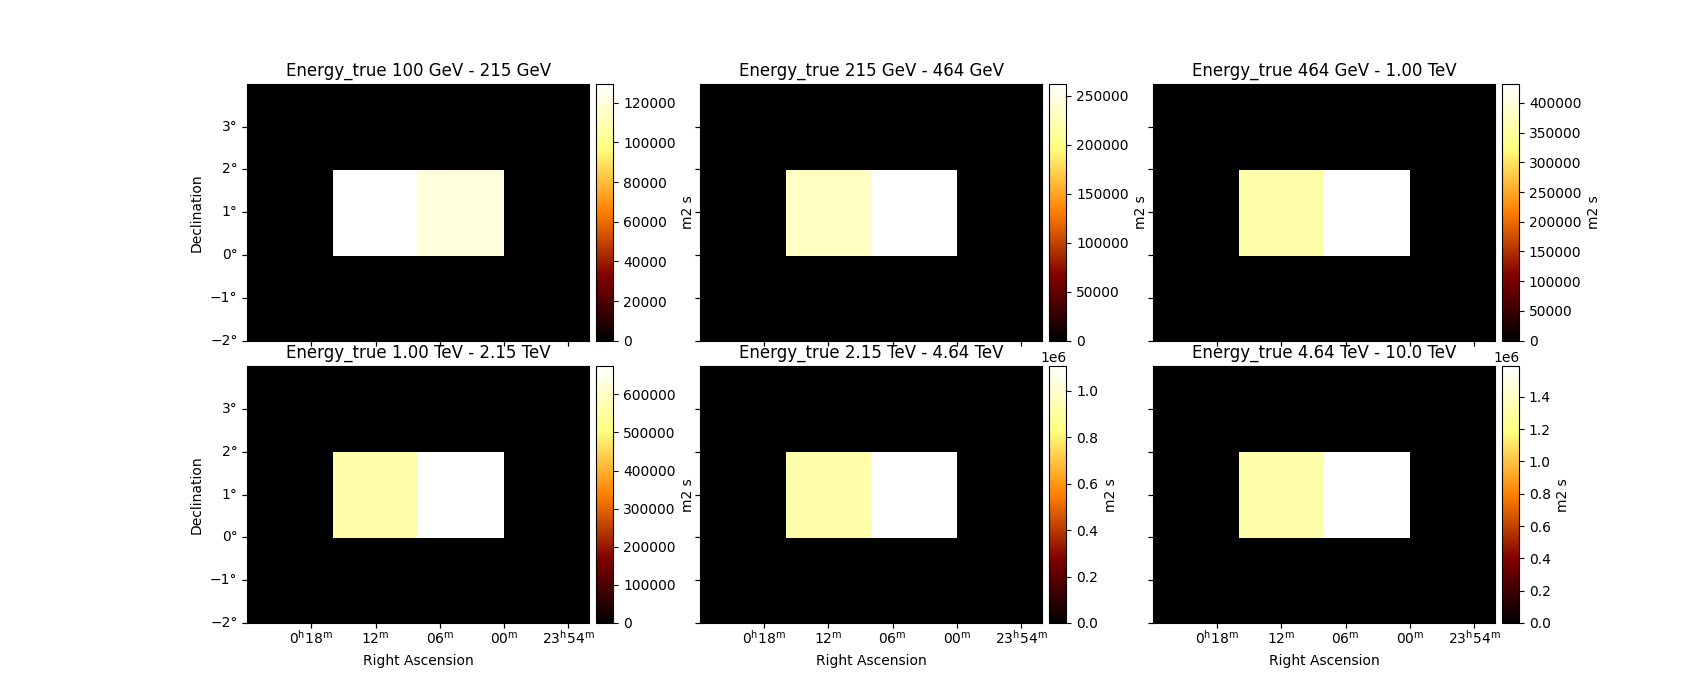 Energy_true 100 GeV - 215 GeV
3°
2°
1°
0°
−1°
−2°
Declination
120000
100000
80000
60000
40000
20000
0
m2 s
Energy_true 215 GeV - 464 GeV
250000
200000
150000
100000
50000
0
m2 s
Energy_true 464 GeV - 1.00 TeV
400000
350000
300000
250000
200000
150000
100000
50000
0
m2 s
Energy_true 1.00 TeV - 2.15 TeV
3°
2°
1°
0°
−1°
−2°
Declination
0ʰ18ᵐ 12ᵐ 06ᵐ 00ᵐ 23ʰ54ᵐ
Right Ascension
600000
500000
400000
300000
200000
100000
0
m2 s
Energy_true 2.15 TeV - 4.64 TeV
0ʰ18ᵐ 12ᵐ 06ᵐ 00ᵐ 23ʰ54ᵐ
Right Ascension
1e6
1.0
0.8
0.6
0.4
0.2
0.0
m2 s
Energy_true 4.64 TeV - 10.0 TeV
0ʰ18ᵐ 12ᵐ 06ᵐ 00ᵐ 23ʰ54ᵐ
Right Ascension
1e6
1.4
1.2
1.0
0.8
0.6
0.4
0.2
0.0
m2 s